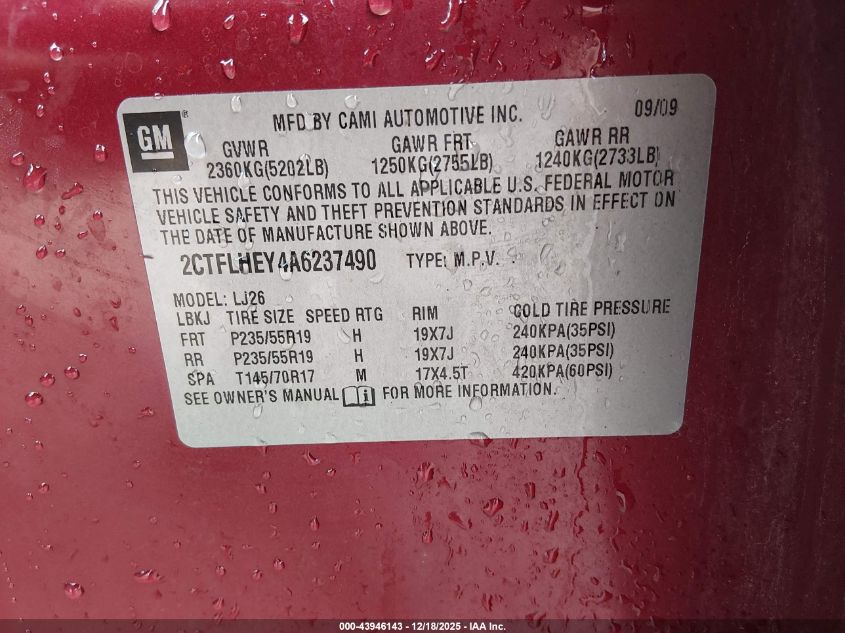 GM ®
MFD BY CAMI AUTOMOTIVE INC. 09/09
GVWR GAWR FRT GAWR RR
2360KG(5202LB) 1250KG(2755LB) 1240KG(2733LB)
THIS VEHICLE CONFORMS TO ALL APPLICABLE U.S. FEDERAL MOTOR
VEHICLE SAFETY AND THEFT PREVENTION STANDARDS IN EFFECT ON
THE DATE OF MANUFACTURE SHOWN ABOVE.
2CTFLHEY4A6237490 TYPE: M.P.V.
MODEL: LJ26
LBKJ TIRE SIZE SPEED RTG RIM COLD TIRE PRESSURE
FRT P235/55R19 H 19X7J 240KPA(35PSI)
RR P235/55R19 H 19X7J 240KPA(35PSI)
SPA T145/70R17 M 17X4.5T 420KPA(60PSI)
SEE OWNER'S MANUAL FOR MORE INFORMATION.
000-43946143 - 12/18/2025 - IAA Inc.